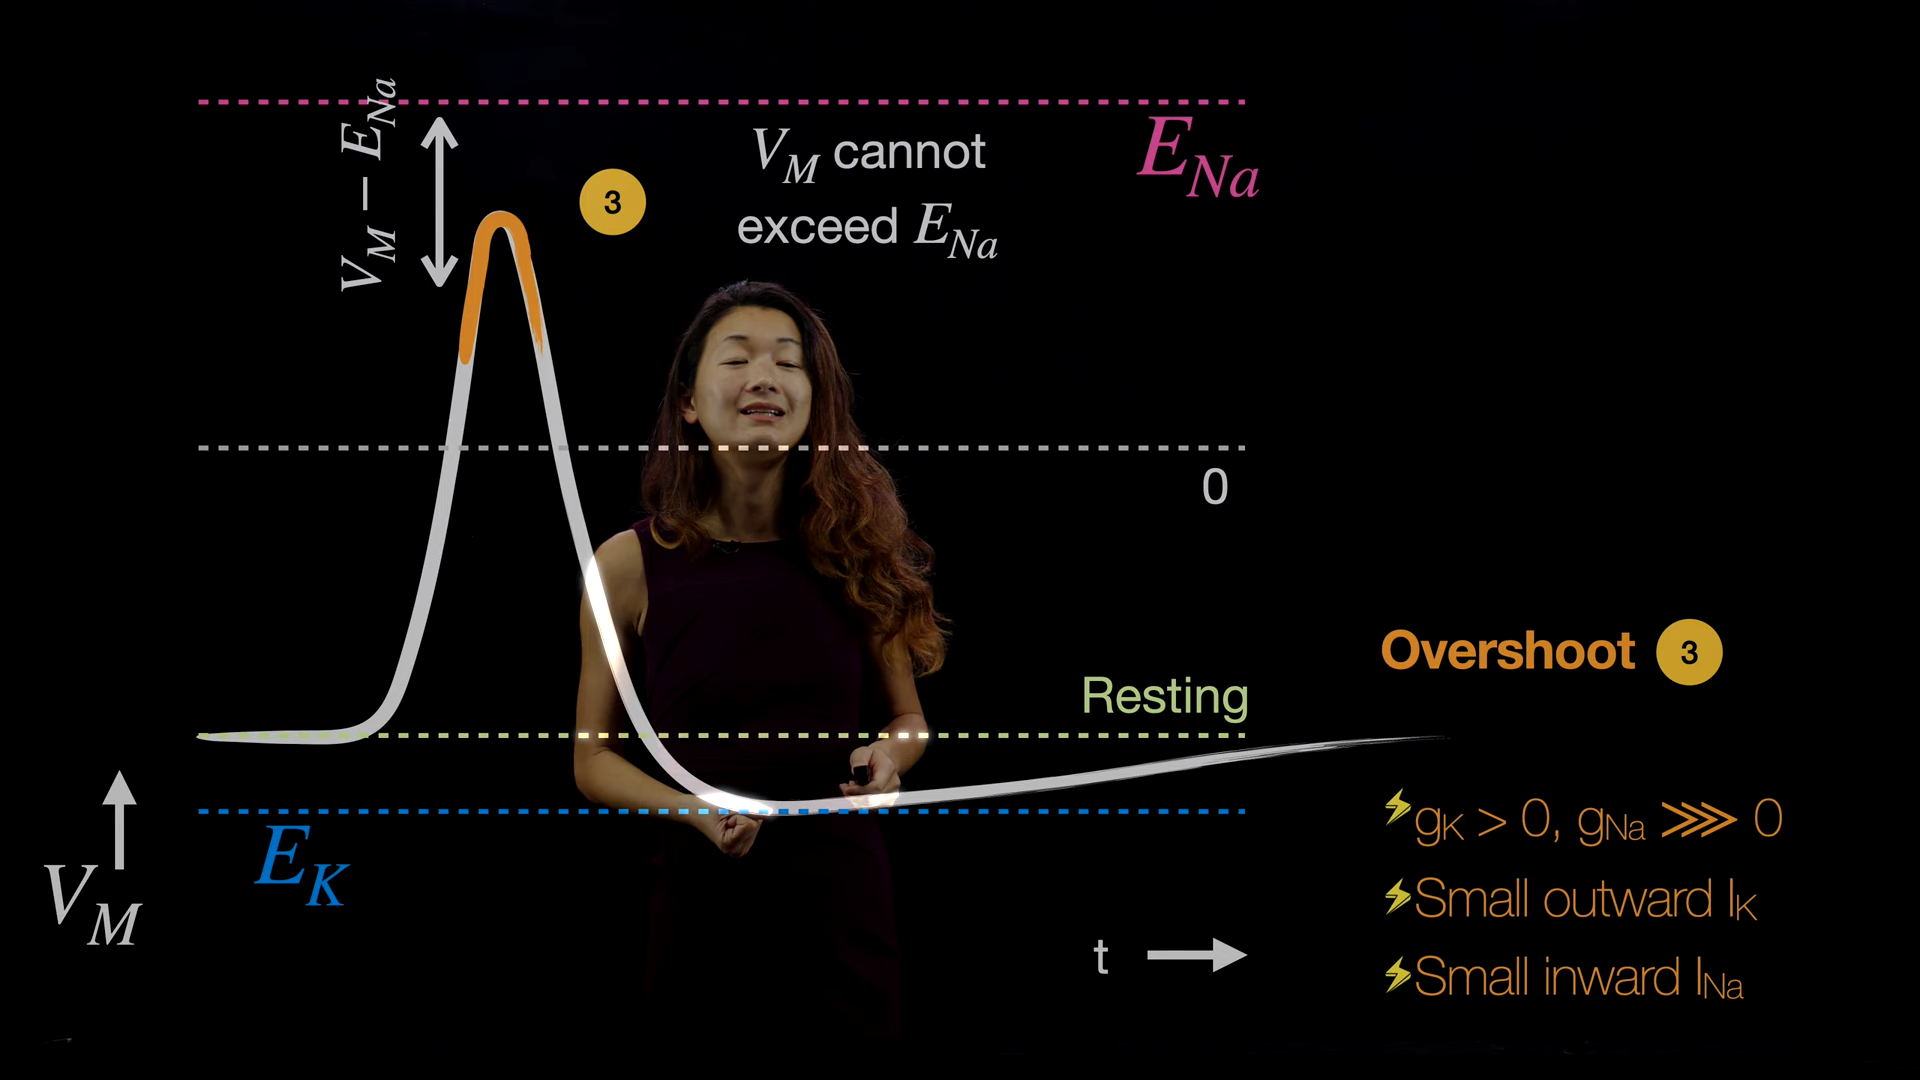 V_M − E_Na
3
V_M cannot
exceed E_Na
E_Na
0
Resting
Overshoot 3
E_K
V_M
t
g_K > 0, g_Na ⋙ 0
Small outward I_K
Small inward I_Na